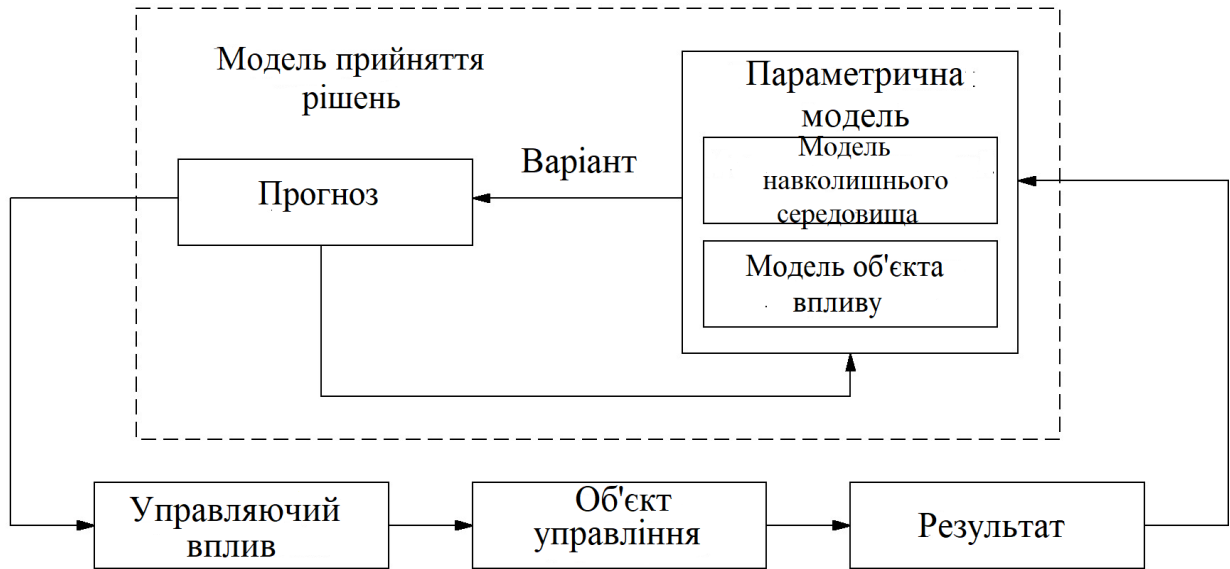 Модель прийняття
рішень
Параметрична
модель
Модель
навколишнього
середовища
Модель об'єкта
впливу
Варіант
Прогноз
Управляючий
вплив
Об'єкт
управління
Результат